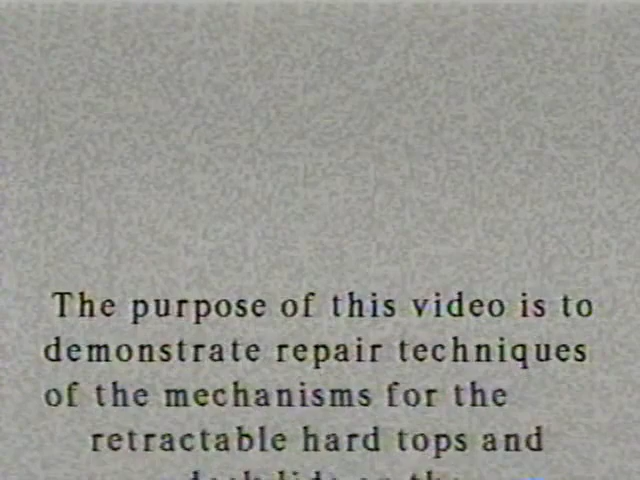 The purpose of this video is to
demonstrate repair techniques
of the mechanisms for the
retractable hard tops and